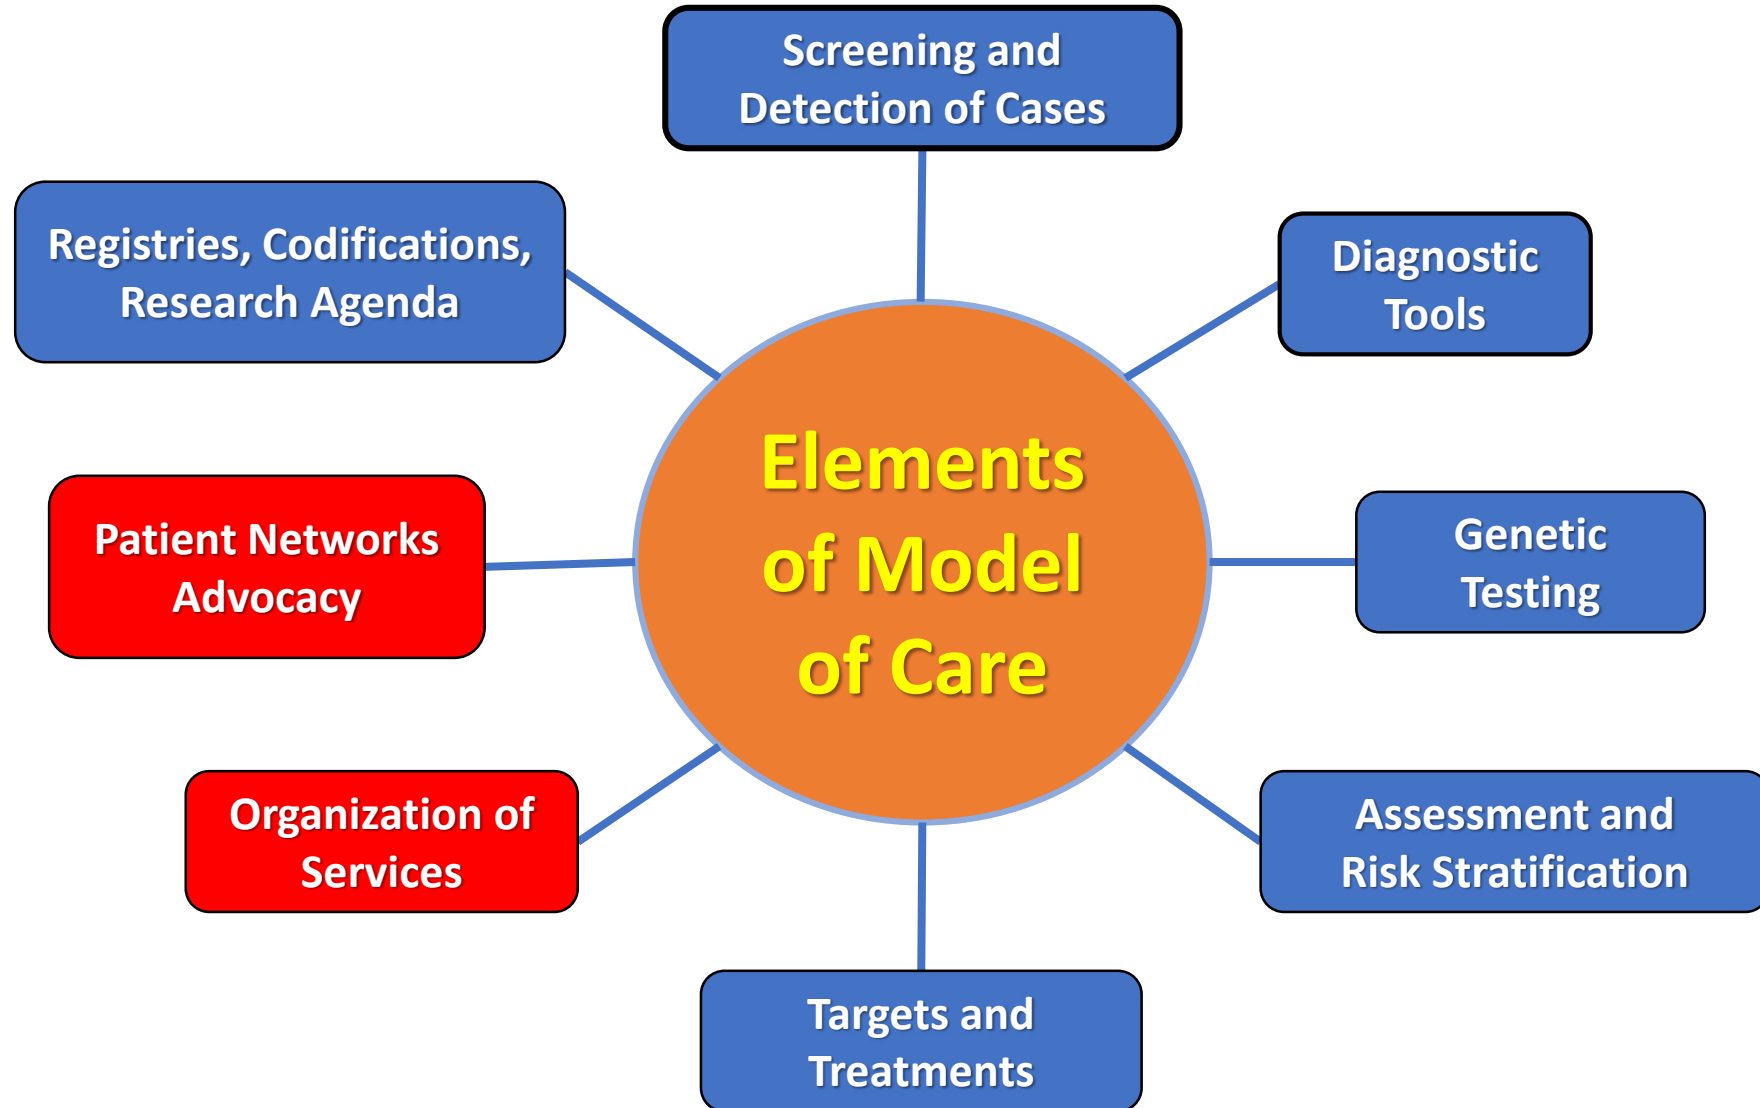 Screening and
Detection of Cases
Registries, Codifications,
Research Agenda
Diagnostic
Tools
Elements
of Model
of Care
Patient Networks
Advocacy
Genetic
Testing
Organization of
Services
Assessment and
Risk Stratification
Targets and
Treatments